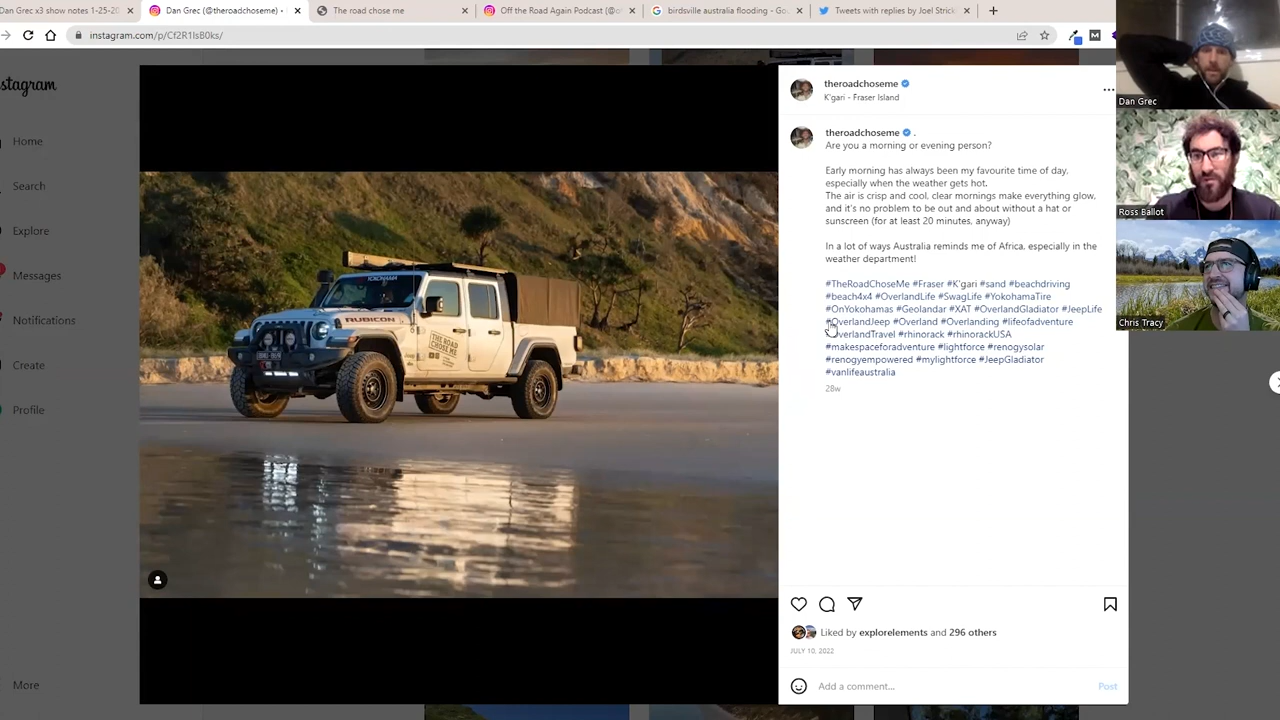 Dan Grec x3 show notes 1-25-20
Dan Grec (@theroadchoseme) •
The road chose me
Off the Road Again Podcast (@o
birdsville australia flooding - Goo
Tweets with replies by Joel Strickl
instagram.com/p/Cf2R1IsB0ks/
stagram
Home
Search
Explore
Messages
Notifications
Create
Profile
More
YOKOHAMA
RUBICON
THE ROAD
CHOSE ME
theroadchoseme
K'gari - Fraser Island
theroadchoseme .
Are you a morning or evening person?
Early morning has always been my favourite time of day,
especially when the weather gets hot.
The air is crisp and cool, clear mornings make everything glow,
and it's no problem to be out and about without a hat or
sunscreen (for at least 20 minutes, anyway)
In a lot of ways Australia reminds me of Africa, especially in the
weather department!
#TheRoadChoseMe #Fraser #K'gari #sand #beachdriving
#beach4x4 #OverlandLife #SwagLife #YokohamaTire
#OnYokohamas #Geolandar #XAT #OverlandGladiator #JeepLife
#OverlandJeep #Overland #Overlanding #lifeofadventure
#OverlandTravel #rhinorack #rhinorackUSA
#makespaceforadventure #lightforce #renogysolar
#renogyempowered #mylightforce #JeepGladiator
#vanlifeaustralia
28w
Liked by explorelements and 296 others
JULY 10, 2022
Add a comment...
Post
Dan Grec
Ross Ballot
Chris Tracy